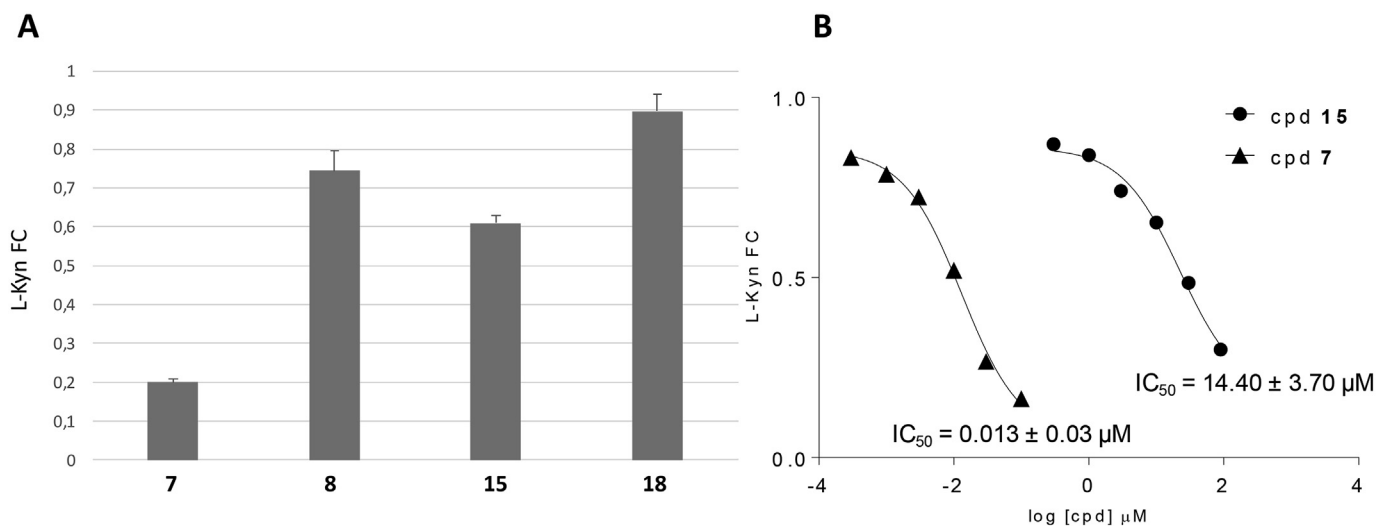 A
L-Kyn FC
1
0,9
0,8
0,7
0,6
0,5
0,4
0,3
0,2
0,1
0
7 8 15 18
B
L-Kyn FC
1.0
0.5
0.0
cpd 15
cpd 7
IC₅₀ = 14.40 ± 3.70 µM
IC₅₀ = 0.013 ± 0.03 µM
-4 -2 0 2 4
log [cpd] µM